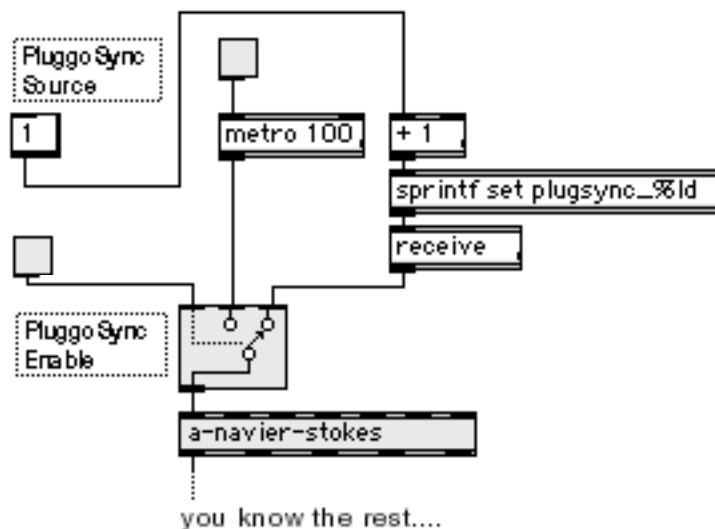 Pluggo Sync
Source
1
metro 100
+ 1
sprintf set plugsync_%ld
receive
Pluggo Sync
Enable
a-navier-stokes
you know the rest....